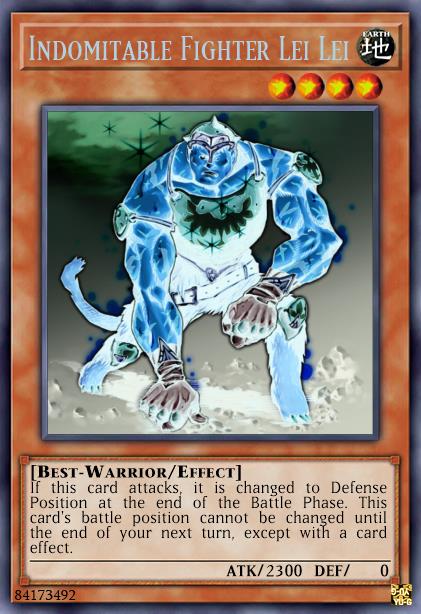 Indomitable Fighter Lei Lei
EARTH
地
[Best-Warrior/Effect]
If this card attacks, it is changed to Defense
Position at the end of the Battle Phase. This
card's battle position cannot be changed until
the end of your next turn, except with a card
effect.
ATK/2300 DEF/ 0
84173492